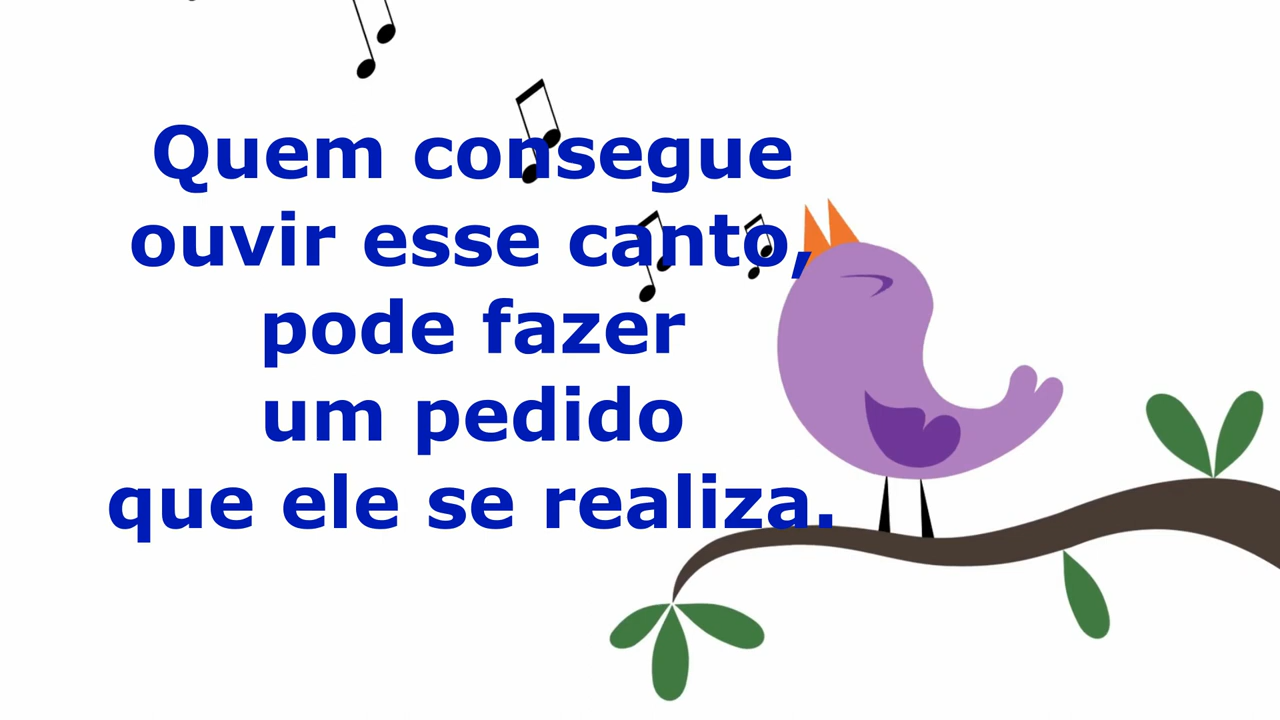 Quem consegue
ouvir esse canto,
pode fazer
um pedido
que ele se realiza.